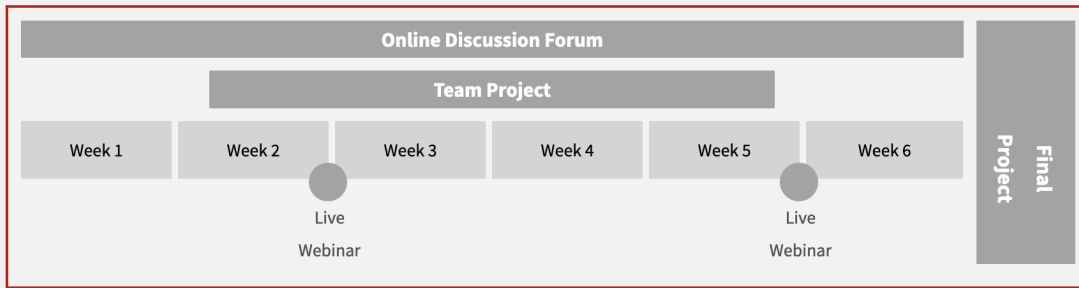 Online Discussion Forum
Team Project
Week 1
Week 2
Week 3
Week 4
Week 5
Week 6
Live
Webinar
Live
Webinar
Final
Project